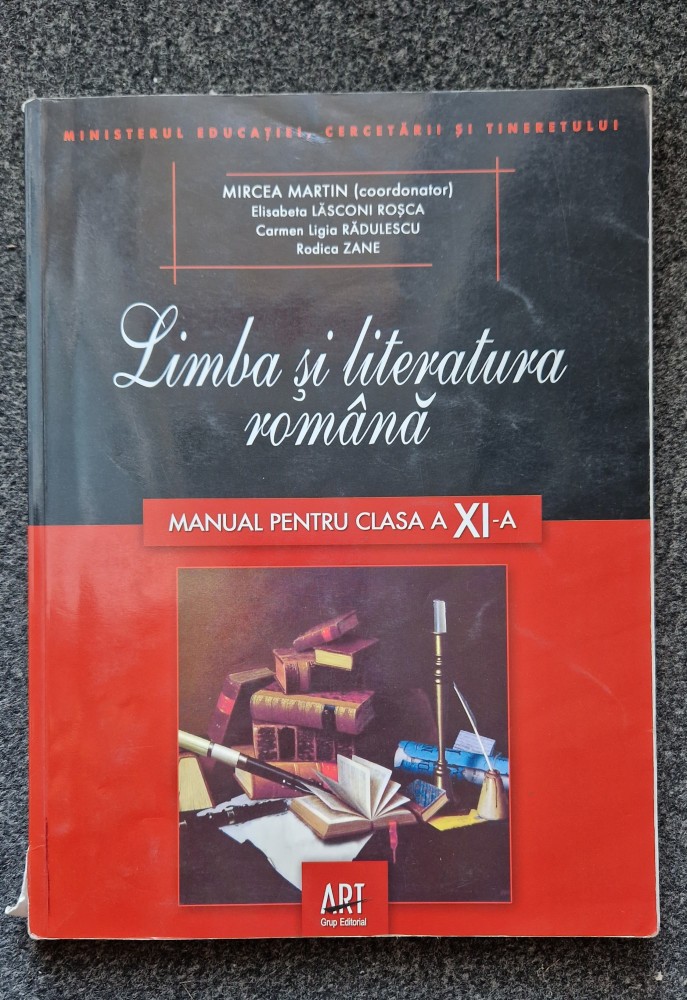 MINISTERUL EDUCAȚIEI, CERCETĂRII ȘI TINERETULUI
MIRCEA MARTIN (coordonator)
Elisabeta LĂSCONI ROȘCA
Carmen Ligia RĂDULESCU
Rodica ZANE
Limba și literatura
română
MANUAL PENTRU CLASA A XI-A
ART
Grup Editorial